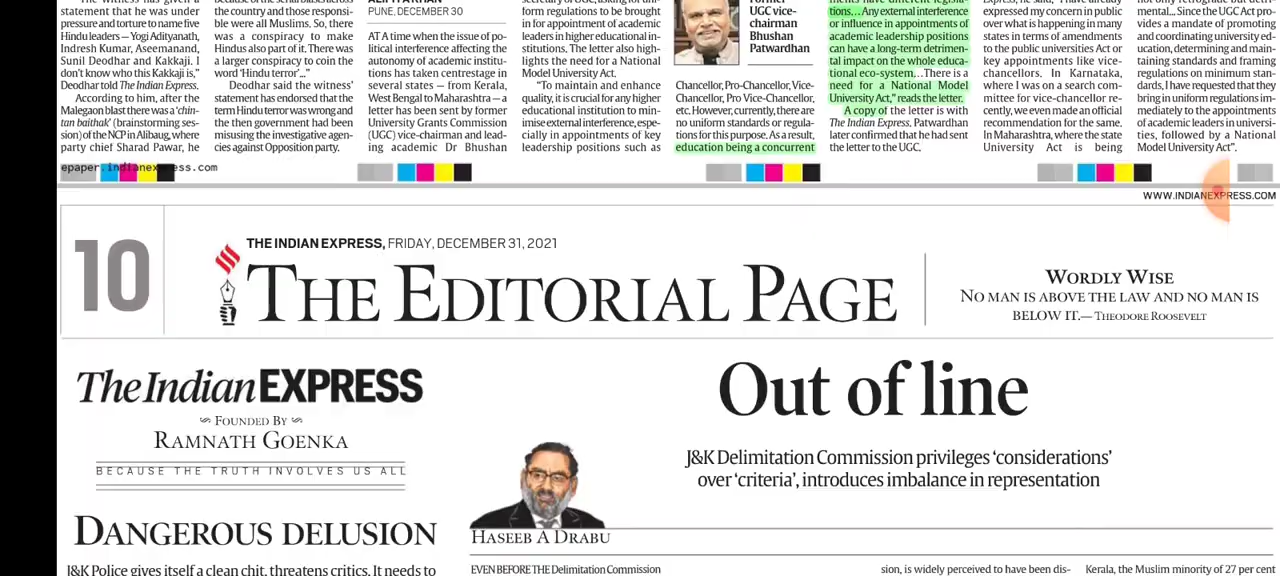 statement that he was under
pressure and torture to name five
Hindu leaders — Yogi Adityanath,
Indresh Kumar, Aseemanand,
Sunil Deodhar and Kakkaji. I
don't know who this Kakkaji is,"
Deodhar told The Indian Express.
According to him, after the
Malegaon blast there was a 'chin-
tan baithak' (brainstorming ses-
sion) of the NCP in Alibaug, where
party chief Sharad Pawar, he
the country and those responsi-
ble were all Muslims. So, there
was a conspiracy to make
Hindus also part of it. There was
a larger conspiracy to coin the
word 'Hindu terror'..."
Deodhar said the witness'
statement has endorsed that the
term Hindu terror was wrong and
the then government had been
misusing the investigative agen-
cies against Opposition party.
PUNE, DECEMBER 30
AT A time when the issue of po-
litical interference affecting the
autonomy of academic institu-
tions has taken centrestage in
several states — from Kerala,
West Bengal to Maharashtra — a
letter has been sent by former
University Grants Commission
(UGC) vice-chairman and lead-
ing academic Dr Bhushan
form regulations to be brought
in for appointment of academic
leaders in higher educational in-
stitutions. The letter also high-
lights the need for a National
Model University Act.
"To maintain and enhance
quality, it is crucial for any higher
educational institution to min-
imise external interference, espe-
cially in appointments of key
leadership positions such as
Former
UGC vice-
chairman
Bhushan
Patwardhan
Chancellor, Pro-Chancellor, Vice-
Chancellor, Pro Vice-Chancellor,
etc. However, currently, there are
no uniform standards or regula-
tions for this purpose. As a result,
education being a concurrent
tions... Any external interference
or influence in appointments of
academic leadership positions
can have a long-term detrimen-
tal impact on the whole educa-
tional eco-system...There is a
need for a National Model
University Act," reads the letter.
A copy of the letter is with
The Indian Express. Patwardhan
later confirmed that he had sent
the letter to the UGC.
expressed my concern in public
over what is happening in many
states in terms of amendments
to the public universities Act or
key appointments like vice-
chancellors. In Karnataka,
where I was on a search com-
mittee for vice-chancellor re-
cently, we even made an official
recommendation for the same.
In Maharashtra, where the state
University Act is being
mental... Since the UGC Act pro-
vides a mandate of promoting
and coordinating university ed-
ucation, determining and main-
taining standards and framing
regulations on minimum stan-
dards, I have requested that they
bring in uniform regulations im-
mediately to the appointments
of academic leaders in universi-
ties, followed by a National
Model University Act".
epaper.indianexpress.com
WWW.INDIANEXPRESS.COM
10
THE INDIAN EXPRESS, FRIDAY, DECEMBER 31, 2021
THE EDITORIAL PAGE
WORDLY WISE
NO MAN IS ABOVE THE LAW AND NO MAN IS
BELOW IT.— THEODORE ROOSEVELT
The Indian EXPRESS
FOUNDED BY
RAMNATH GOENKA
BECAUSE THE TRUTH INVOLVES US ALL
DANGEROUS DELUSION
J&K Police gives itself a clean chit, threatens critics. It needs to
Out of line
J&K Delimitation Commission privileges 'considerations'
over 'criteria', introduces imbalance in representation
HASEEB A DRABU
EVEN BEFORE THE Delimitation Commission
sion, is widely perceived to have been dis-
Kerala, the Muslim minority of 27 per cent